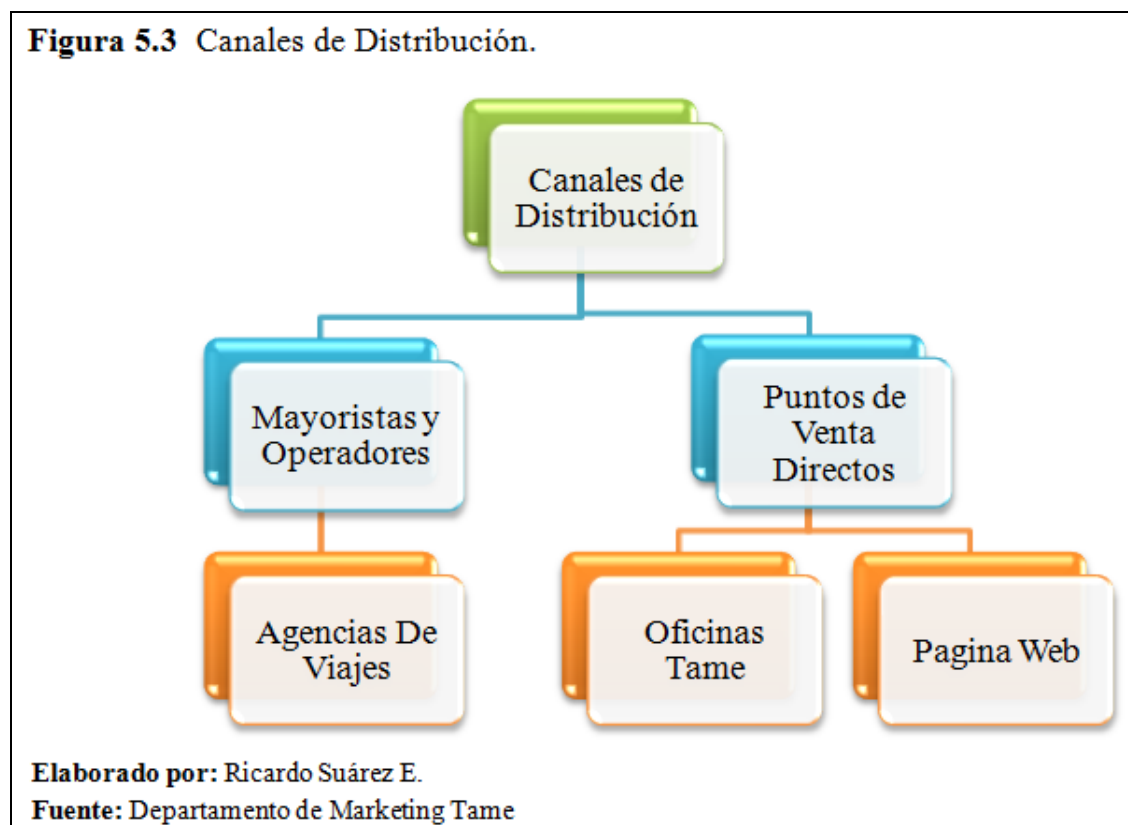 Figura 5.3 Canales de Distribución.
Canales de
Distribución
Mayoristas y
Operadores
Puntos de
Venta
Directos
Agencias De
Viajes
Oficinas
Tame
Pagina Web
Elaborado por: Ricardo Suárez E.
Fuente: Departamento de Marketing Tame